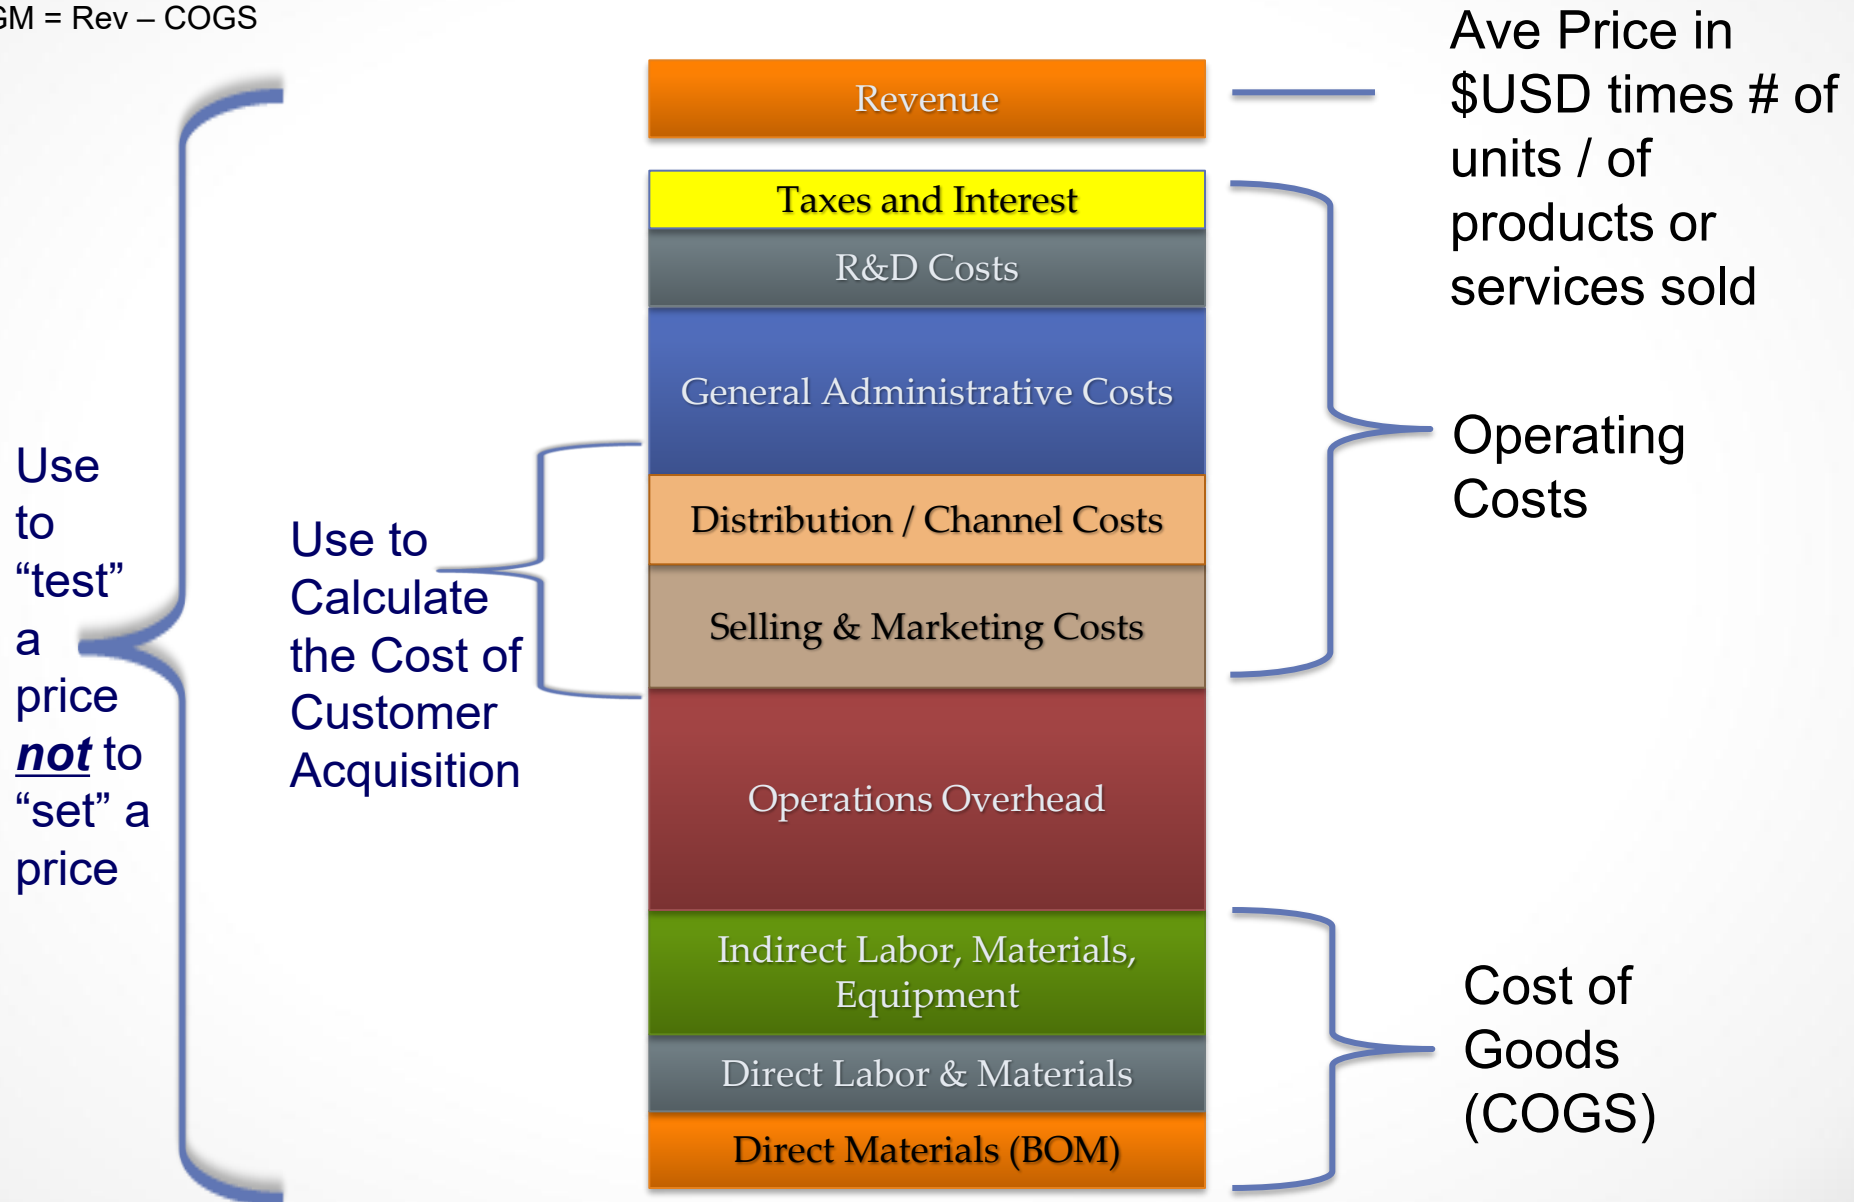 GM = Rev – COGS
Revenue
Taxes and Interest
R&D Costs
General Administrative Costs
Distribution / Channel Costs
Selling & Marketing Costs
Operations Overhead
Indirect Labor, Materials,
Equipment
Direct Labor & Materials
Direct Materials (BOM)
Use
to
“test”
a
price
not to
“set” a
price
Use to
Calculate
the Cost of
Customer
Acquisition
Ave Price in
$USD times # of
units / of
products or
services sold
Operating
Costs
Cost of
Goods
(COGS)